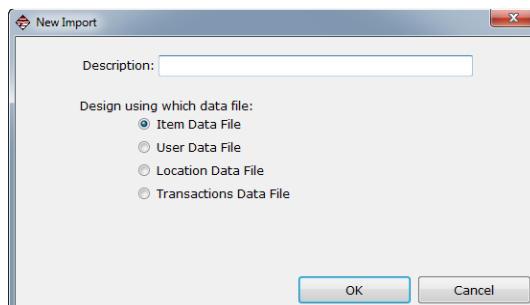 New Import
Description:
Design using which data file:
Item Data File
User Data File
Location Data File
Transactions Data File
OK Cancel